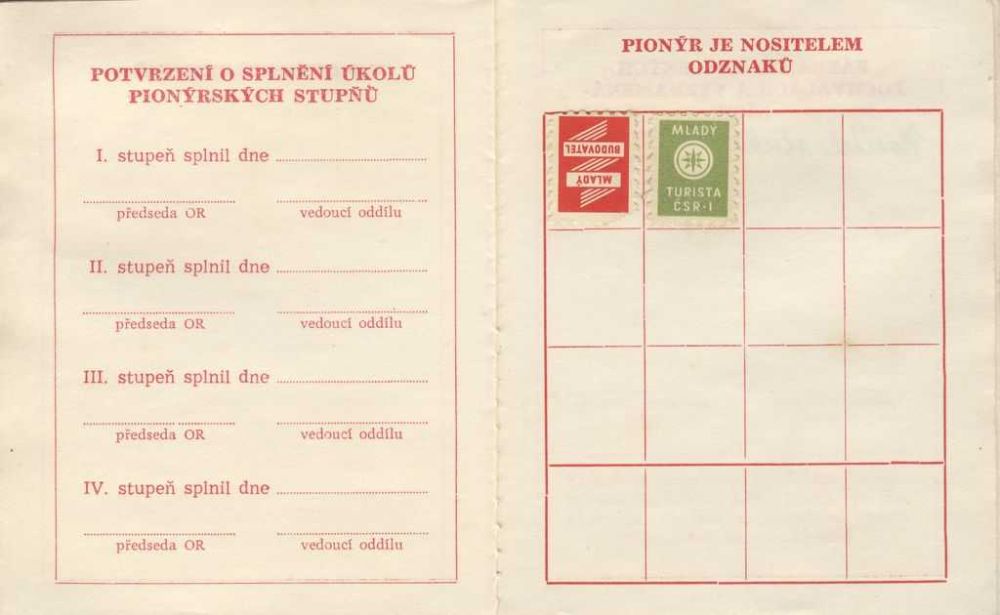 POTVRZENÍ O SPLNĚNÍ ÚKOLŮ
PIONÝRSKÝCH STUPŇŮ
I. stupeň splnil dne
předseda OR vedoucí oddílu
II. stupeň splnil dne
předseda OR vedoucí oddílu
III. stupeň splnil dne
předseda OR vedoucí oddílu
IV. stupeň splnil dne
předseda OR vedoucí oddílu
PIONÝR JE NOSITELEM
ODZNAKŮ
MLADÝ
BUDOVATEL
MLADÝ
TURISTA
ČSR-I